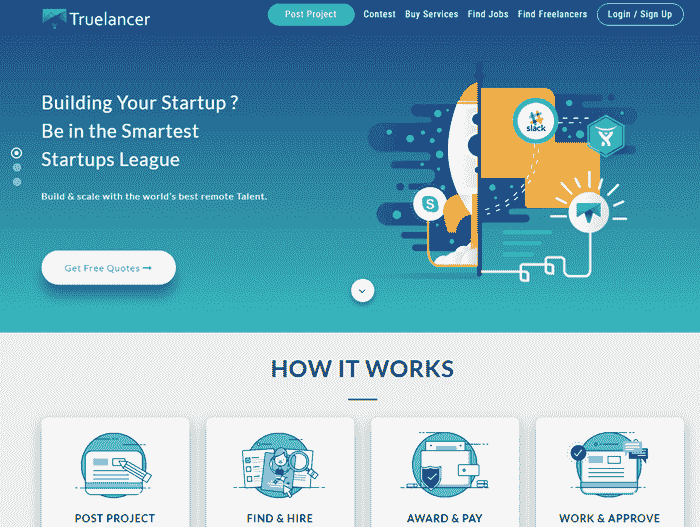 Truelancer
Post Project
Contest
Buy Services
Find Jobs
Find Freelancers
Login / Sign Up
Building Your Startup ?
Be in the Smartest
Startups League
Build & scale with the world's best remote Talent.
Get Free Quotes
slack
S
HOW IT WORKS
POST PROJECT
FIND & HIRE
AWARD & PAY
WORK & APPROVE